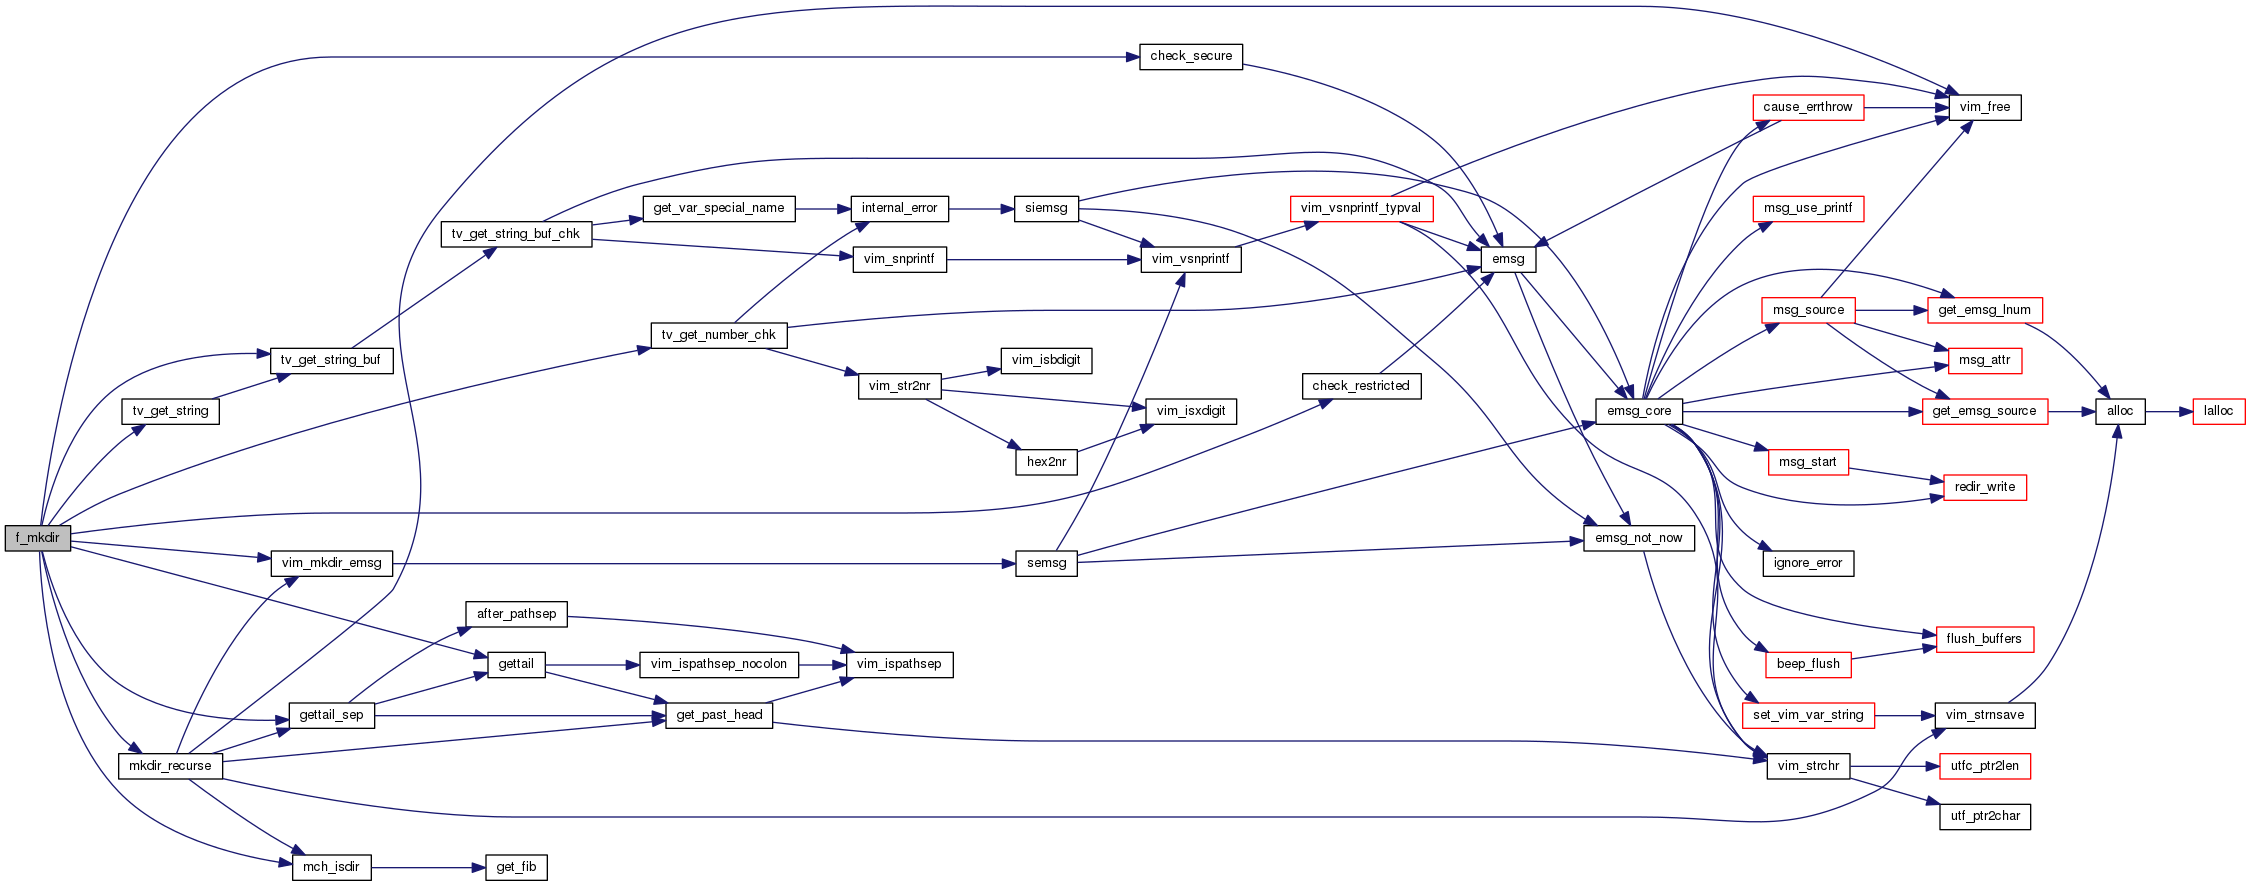 check_secure
cause_errthrow
vim_free
get_var_special_name
internal_error
siemsg
vim_vsnprintf_typval
msg_use_printf
tv_get_string_buf_chk
vim_snprintf
vim_vsnprintf
emsg
msg_source
get_emsg_lnum
tv_get_number_chk
tv_get_string_buf
vim_isbdigit
msg_attr
vim_str2nr
check_restricted
tv_get_string
vim_isxdigit
emsg_core
get_emsg_source
alloc
lalloc
hex2nr
msg_start
redir_write
f_mkdir
emsg_not_now
vim_mkdir_emsg
semsg
ignore_error
after_pathsep
flush_buffers
gettail
vim_ispathsep_nocolon
vim_ispathsep
beep_flush
gettail_sep
get_past_head
set_vim_var_string
vim_strnsave
mkdir_recurse
vim_strchr
utfc_ptr2len
utf_ptr2char
mch_isdir
get_fib